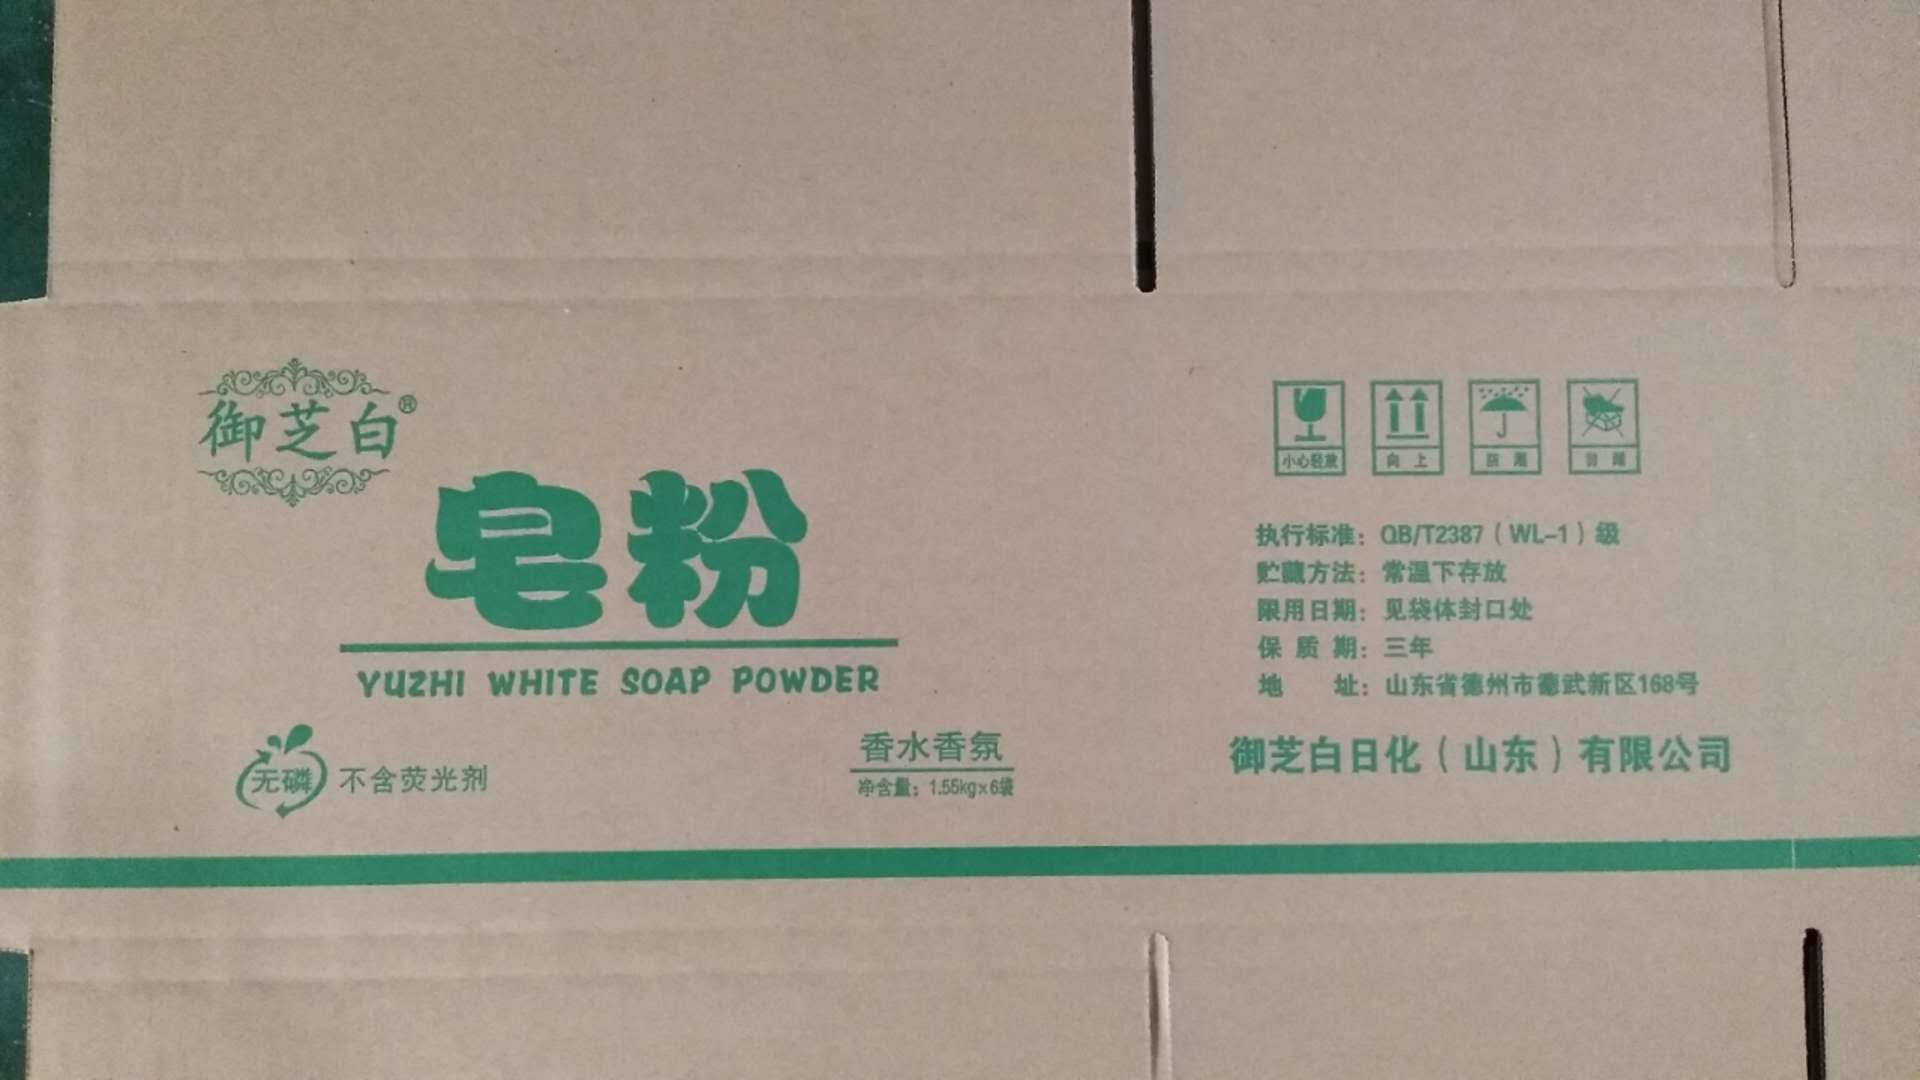 御芝白®
皂粉
YUZHI WHITE SOAP POWDER
无磷 不含荧光剂
香水香氛
净含量：1.55kg×6袋
小心轻放 向上 防潮
执行标准：QB/T2387（WL-1）级
贮藏方法：常温下存放
限用日期：见袋体封口处
保质期：三年
地址：山东省德州市德武新区168号
御芝白日化（山东）有限公司